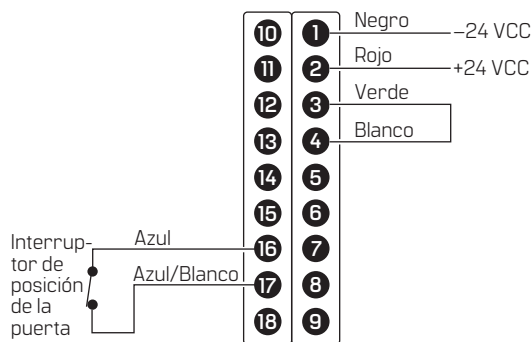 Negro
–24 VCC
Rojo
+24 VCC
Verde
Blanco
10 1
11 2
12 3
13 4
14 5
15 6
16 7
17 8
18 9
Azul
Azul/Blanco
Interrup-
tor de
posición
de la
puerta